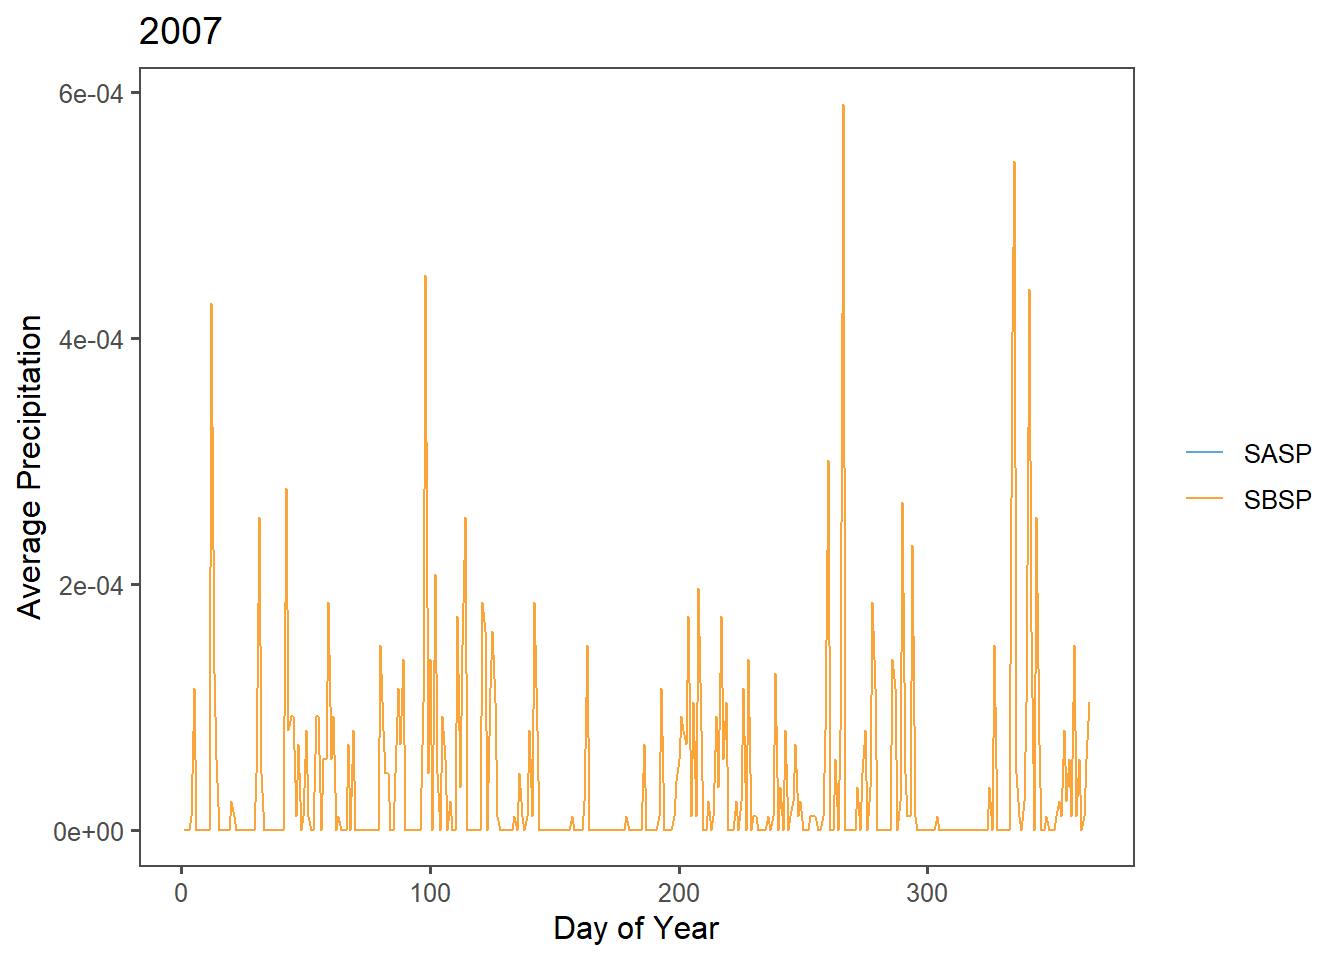 2007
6e-04
4e-04
2e-04
0e+00
Average Precipitation
0
100
200
300
Day of Year
SASP
SBSP